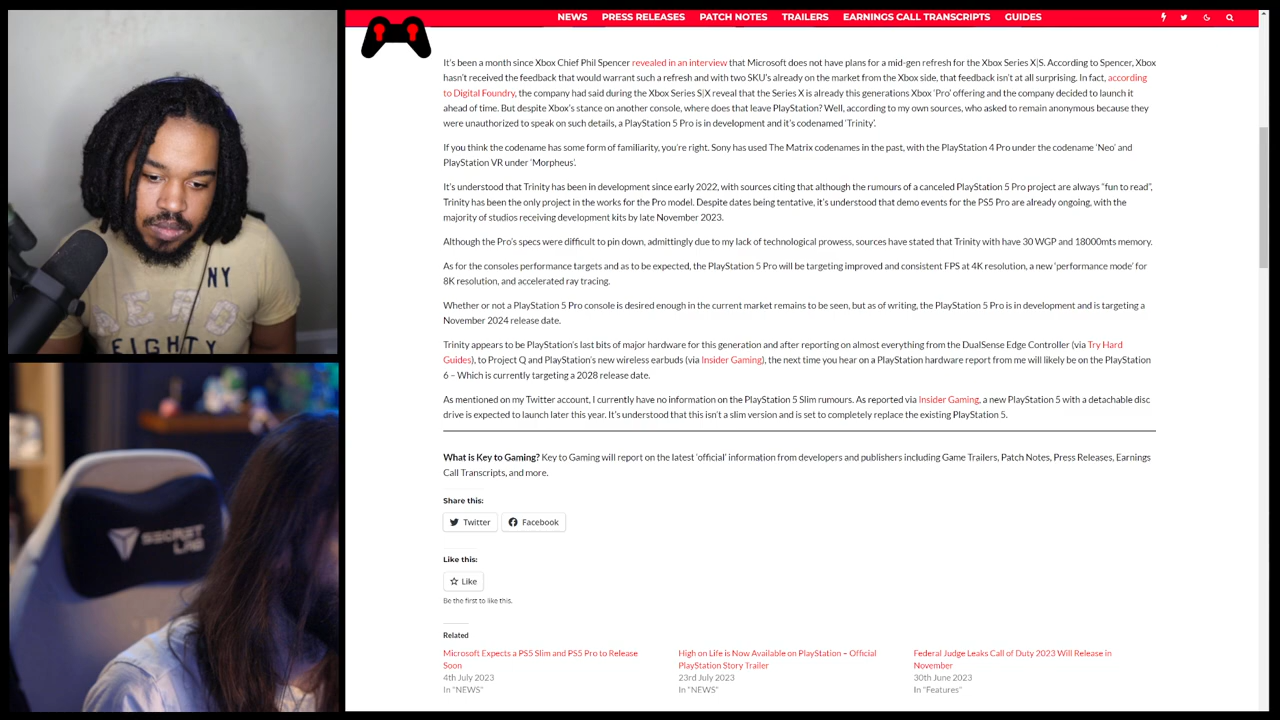 NEWS PRESS RELEASES PATCH NOTES TRAILERS EARNINGS CALL TRANSCRIPTS GUIDES
It's been a month since Xbox Chief Phil Spencer revealed in an interview that Microsoft does not have plans for a mid-gen refresh for the Xbox Series X|S. According to Spencer, Xbox
hasn't received the feedback that would warrant such a refresh and with two SKU's already on the market from the Xbox side, that feedback isn't at all surprising. In fact, according
to Digital Foundry, the company had said during the Xbox Series S|X reveal that the Series X is already this generations Xbox 'Pro' offering and the company decided to launch it
ahead of time. But despite Xbox's stance on another console, where does that leave PlayStation? Well, according to my own sources, who asked to remain anonymous because they
were unauthorized to speak on such details, a PlayStation 5 Pro is in development and it's codenamed 'Trinity'.
If you think the codename has some form of familiarity, you're right. Sony has used The Matrix codenames in the past, with the PlayStation 4 Pro under the codename 'Neo' and
PlayStation VR under 'Morpheus'.
It's understood that Trinity has been in development since early 2022, with sources citing that although the rumours of a canceled PlayStation 5 Pro project are always "fun to read",
Trinity has been the only project in the works for the Pro model. Despite dates being tentative, it's understood that demo events for the PS5 Pro are already ongoing, with the
majority of studios receiving development kits by late November 2023.
Although the Pro's specs were difficult to pin down, admittingly due to my lack of technological prowess, sources have stated that Trinity with have 30 WGP and 18000mts memory.
As for the consoles performance targets and as to be expected, the PlayStation 5 Pro will be targeting improved and consistent FPS at 4K resolution, a new 'performance mode' for
8K resolution, and accelerated ray tracing.
Whether or not a PlayStation 5 Pro console is desired enough in the current market remains to be seen, but as of writing, the PlayStation 5 Pro is in development and is targeting a
November 2024 release date.
Trinity appears to be PlayStation's last bits of major hardware for this generation and after reporting on almost everything from the DualSense Edge Controller (via Try Hard
Guides), to Project Q and PlayStation's new wireless earbuds (via Insider Gaming), the next time you hear on a PlayStation hardware report from me will likely be on the PlayStation
6 – Which is currently targeting a 2028 release date.
As mentioned on my Twitter account, I currently have no information on the PlayStation 5 Slim rumours. As reported via Insider Gaming, a new PlayStation 5 with a detachable disc
drive is expected to launch later this year. It's understood that this isn't a slim version and is set to completely replace the existing PlayStation 5.
What is Key to Gaming? Key to Gaming will report on the latest 'official' information from developers and publishers including Game Trailers, Patch Notes, Press Releases, Earnings
Call Transcripts, and more.
Share this:
Twitter Facebook
Like this:
Like
Be the first to like this.
Related
Microsoft Expects a PS5 Slim and PS5 Pro to Release
Soon
4th July 2023
In "NEWS"
High on Life is Now Available on PlayStation – Official
PlayStation Story Trailer
23rd July 2023
In "NEWS"
Federal Judge Leaks Call of Duty 2023 Will Release in
November
30th June 2023
In "Features"
NY
EIGHTY
SECRET
LAB